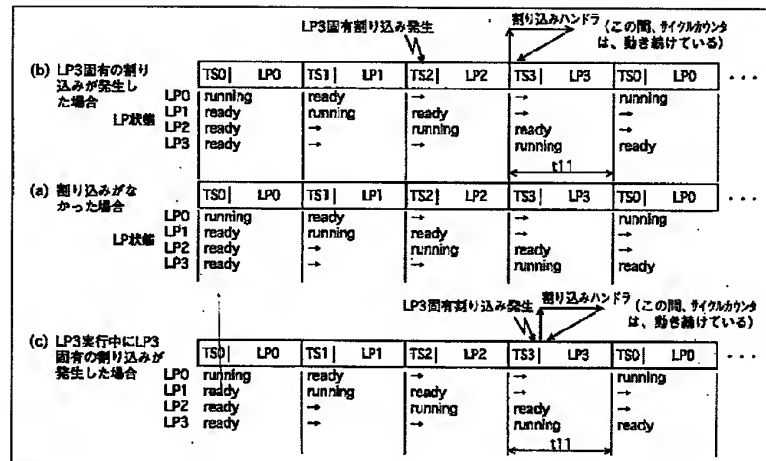 LP3固有割り込み発生
割り込みハンドラ
(この間、サイクルカウンタは、動き続けている)
(b) LP3固有の割り込みが発生した場合
TS0 LP0 TS1 LP1 TS2 LP2 TS3 LP3 TS0 LP0 ・・・
LP状態
LP0 running ready → → running
LP1 ready running ready → →
LP2 ready → running ready →
LP3 ready → → running ready
t11
(a) 割り込みがなかった場合
TS0 LP0 TS1 LP1 TS2 LP2 TS3 LP3 TS0 LP0 ・・・
LP状態
LP0 running ready → → running
LP1 ready running ready → →
LP2 ready → running ready →
LP3 ready → → running ready
LP3固有割り込み発生
割り込みハンドラ
(この間、サイクルカウンタは、動き続けている)
(c) LP3実行中にLP3固有の割り込みが発生した場合
TS0 LP0 TS1 LP1 TS2 LP2 TS3 LP3 TS0 LP0 ・・・
LP0 running ready → → running
LP1 ready running ready → →
LP2 ready → running ready →
LP3 ready → → running ready
t11